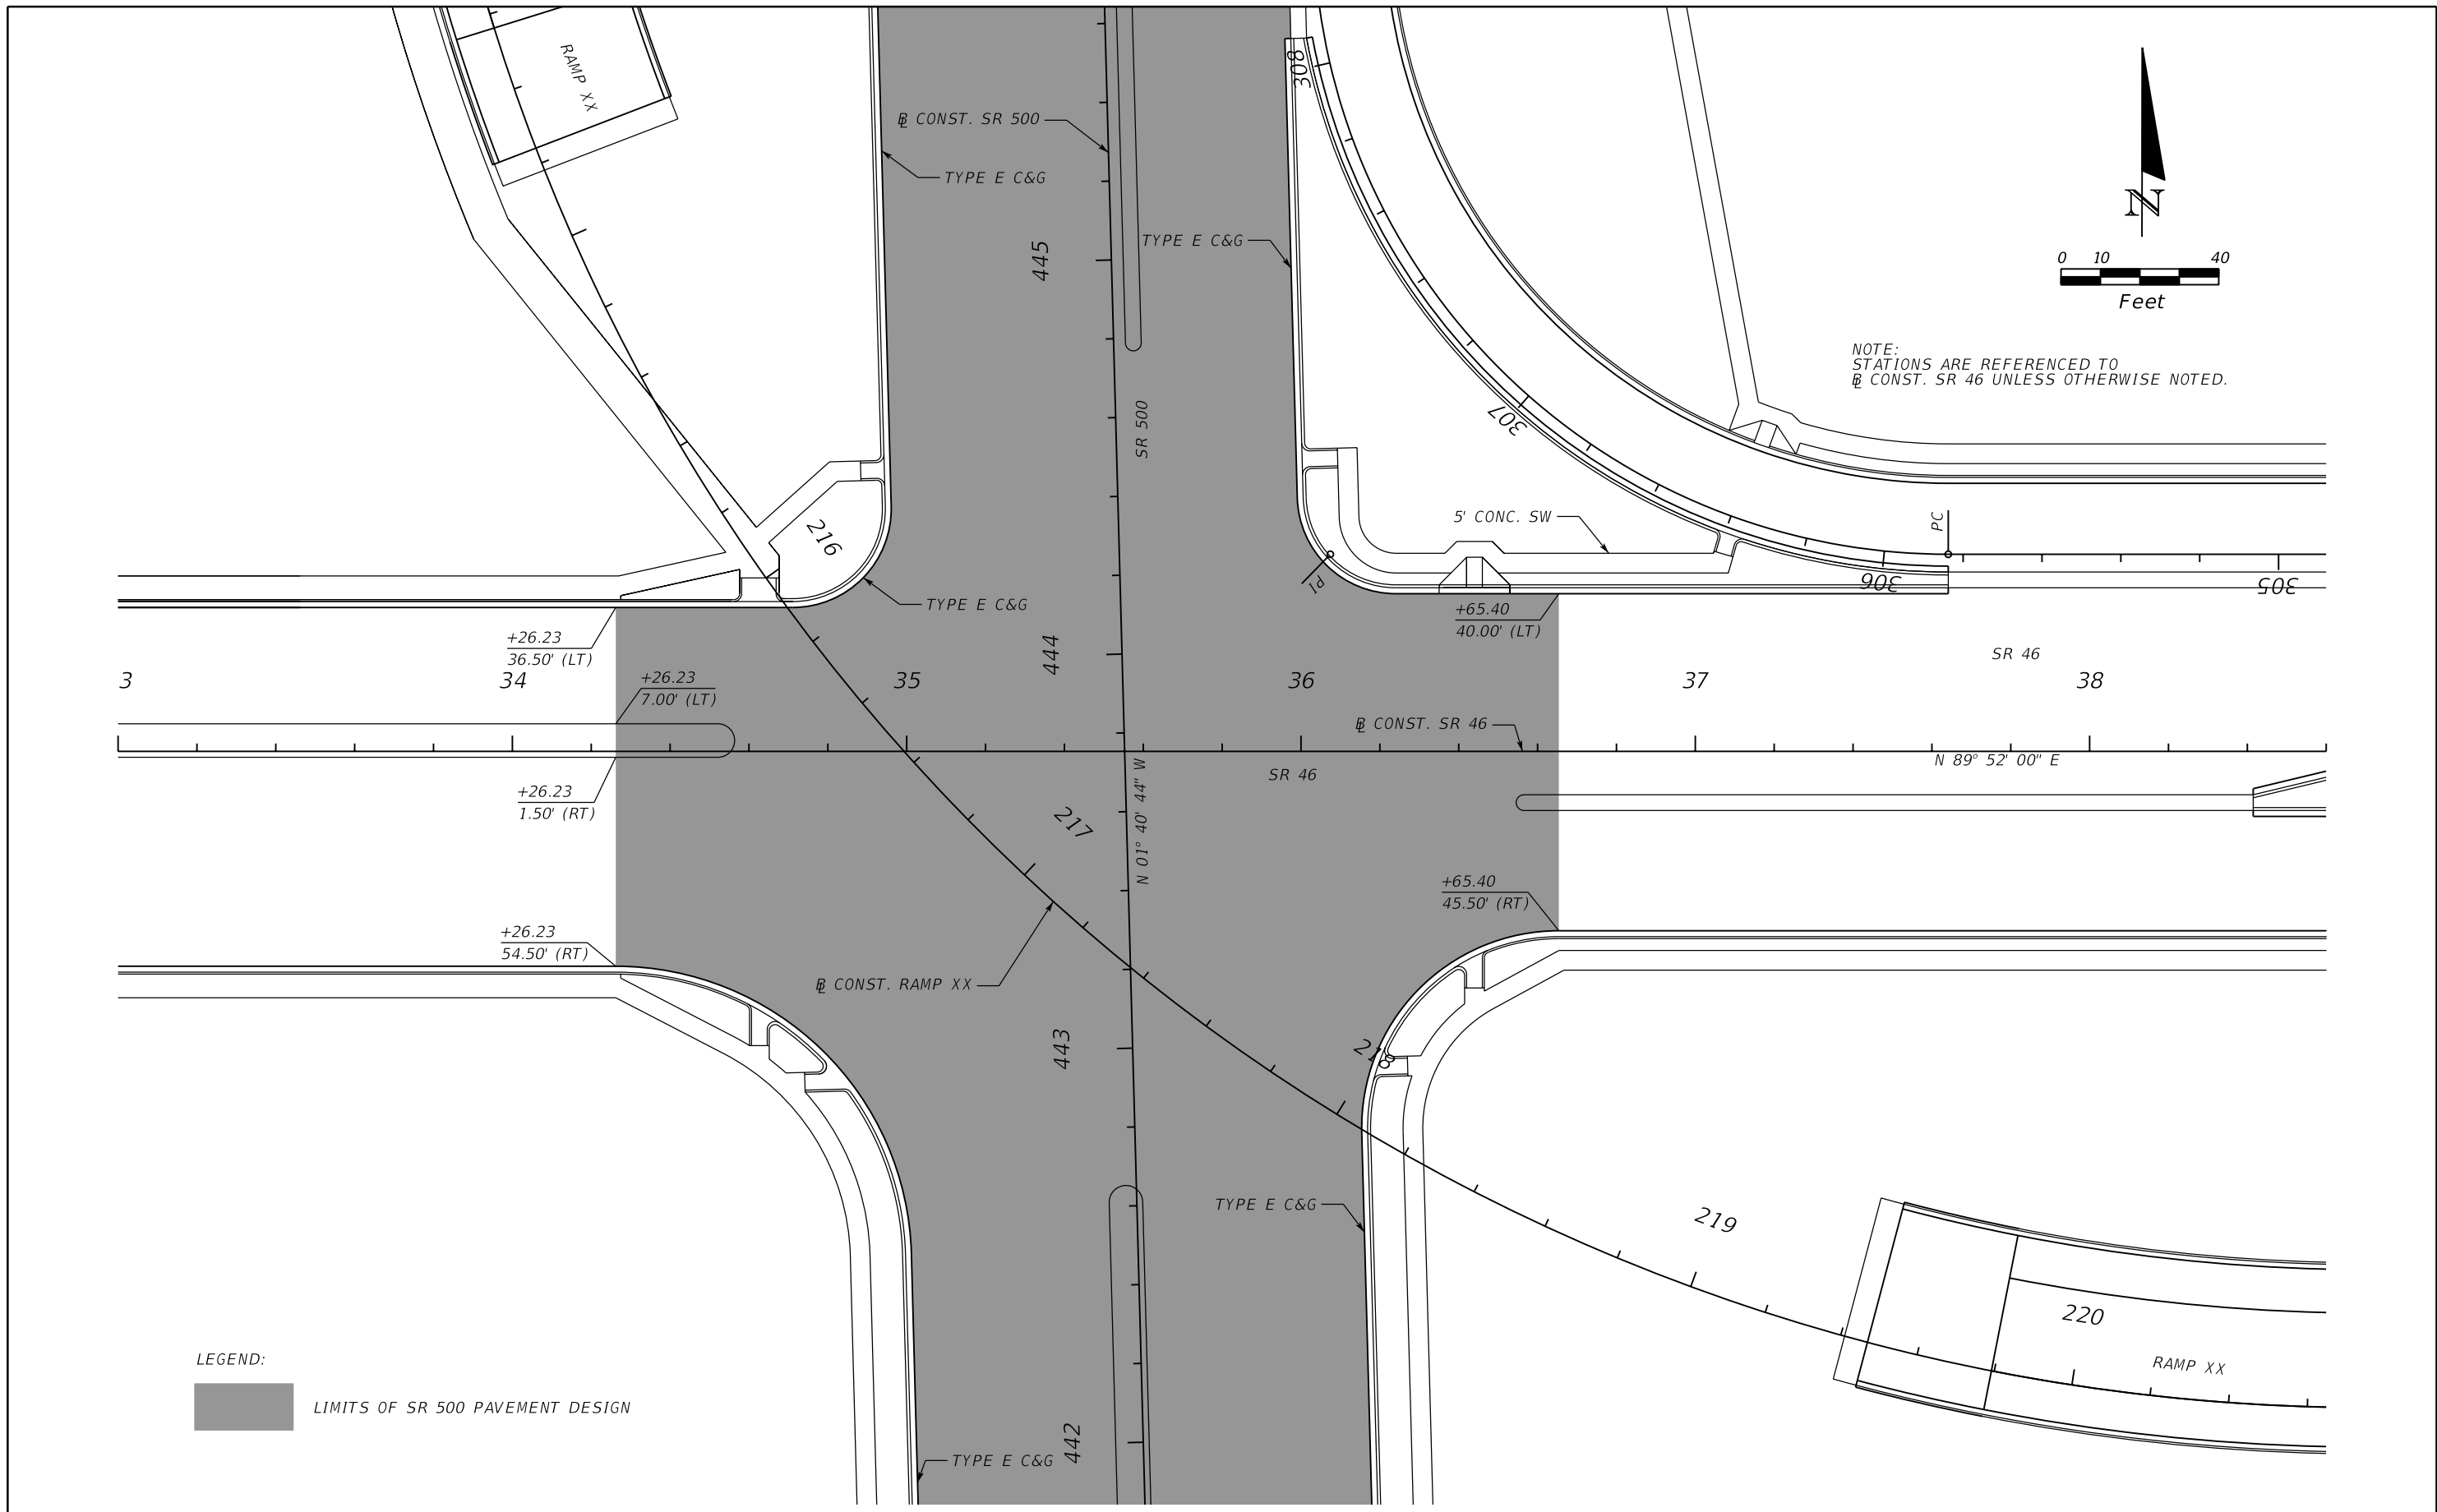 RAMP XX
308
℄ CONST. SR 500
TYPE E C&G
TYPE E C&G
445
N
0 10 40
Feet
NOTE:
STATIONS ARE REFERENCED TO
℄ CONST. SR 46 UNLESS OTHERWISE NOTED.
SR 500
307
216
5' CONC. SW
PC
PI
306
305
TYPE E C&G
+65.40
40.00' (LT)
+26.23
36.50' (LT)
444
SR 46
3
34
+26.23
7.00' (LT)
35
36
37
38
℄ CONST. SR 46
N 89° 52' 00" E
SR 46
N 01° 40' 44" W
+26.23
1.50' (RT)
217
+65.40
45.50' (RT)
+26.23
54.50' (RT)
℄ CONST. RAMP XX
443
TYPE E C&G
219
220
RAMP XX
LEGEND:
LIMITS OF SR 500 PAVEMENT DESIGN
442
TYPE E C&G